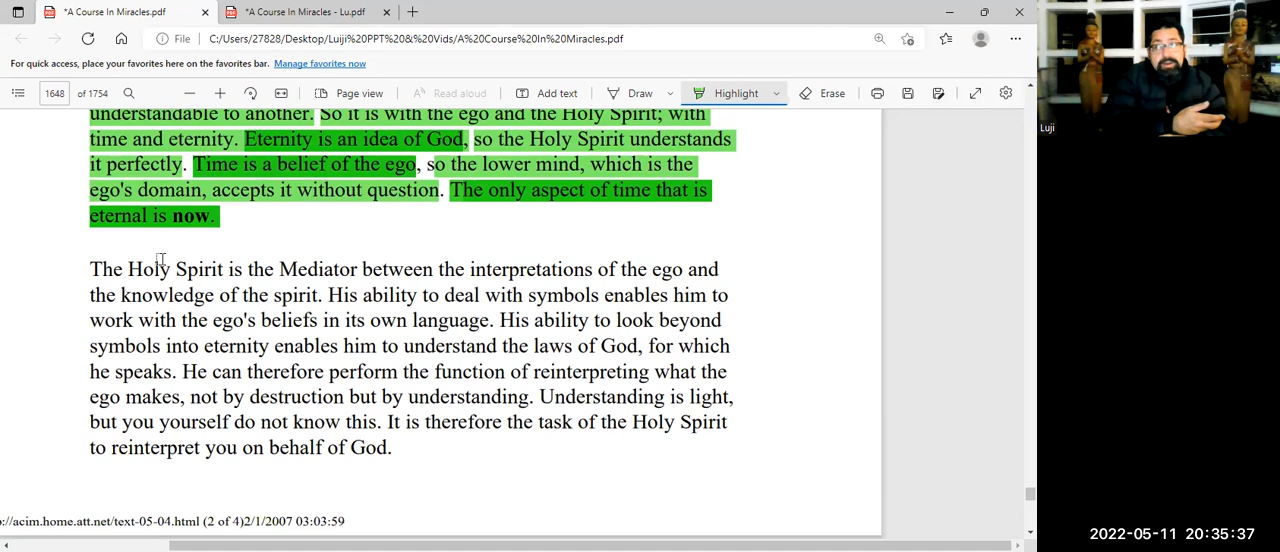 *A Course In Miracles.pdf
*A Course In Miracles - Lu.pdf
File
C:/Users/27828/Desktop/Luiji%20PPT%20&%20Vids/A%20Course%20In%20Miracles.pdf
For quick access, place your favorites here on the favorites bar. Manage favorites now
1648 of 1754
Page view
Read aloud
Add text
Draw
Highlight
Erase
understandable to another. So it is with the ego and the Holy Spirit; with
time and eternity. Eternity is an idea of God, so the Holy Spirit understands
it perfectly. Time is a belief of the ego, so the lower mind, which is the
ego's domain, accepts it without question. The only aspect of time that is
eternal is now.
The Holy Spirit is the Mediator between the interpretations of the ego and
the knowledge of the spirit. His ability to deal with symbols enables him to
work with the ego's beliefs in its own language. His ability to look beyond
symbols into eternity enables him to understand the laws of God, for which
he speaks. He can therefore perform the function of reinterpreting what the
ego makes, not by destruction but by understanding. Understanding is light,
but you yourself do not know this. It is therefore the task of the Holy Spirit
to reinterpret you on behalf of God.
://acim.home.att.net/text-05-04.html (2 of 4)2/1/2007 03:03:59
Luji
2022-05-11 20:35:37